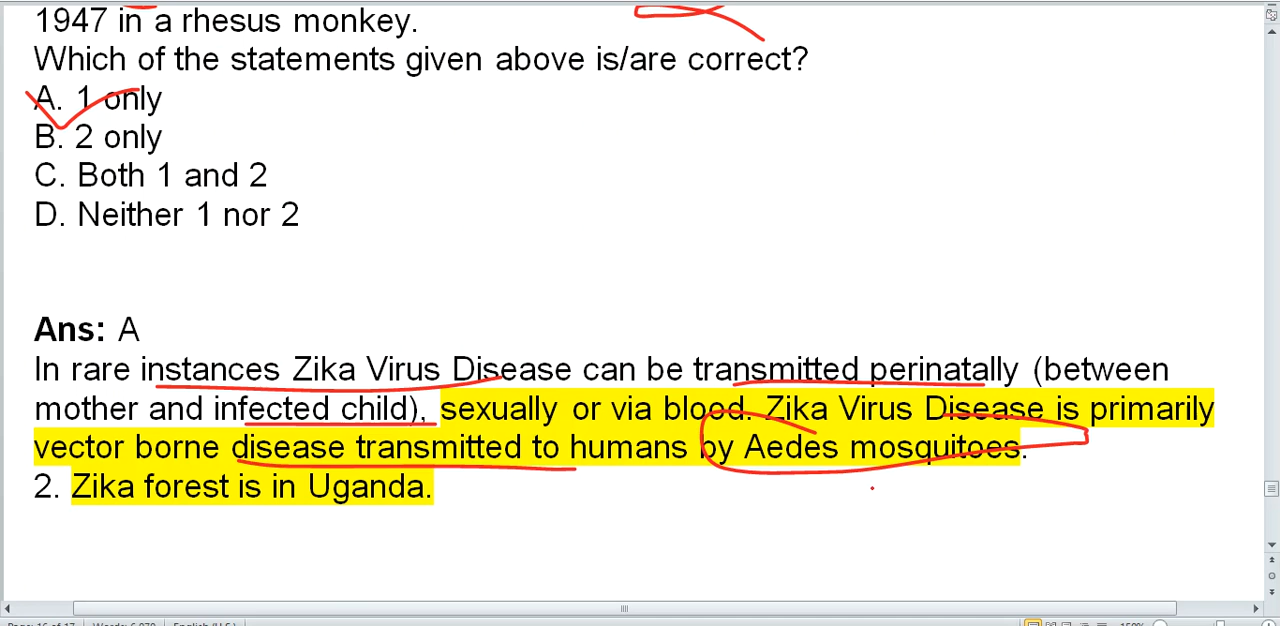 1947 in a rhesus monkey.
Which of the statements given above is/are correct?
A. 1 only
B. 2 only
C. Both 1 and 2
D. Neither 1 nor 2
Ans: A
In rare instances Zika Virus Disease can be transmitted perinatally (between
mother and infected child), sexually or via blood. Zika Virus Disease is primarily
vector borne disease transmitted to humans by Aedes mosquitoes.
2. Zika forest is in Uganda.